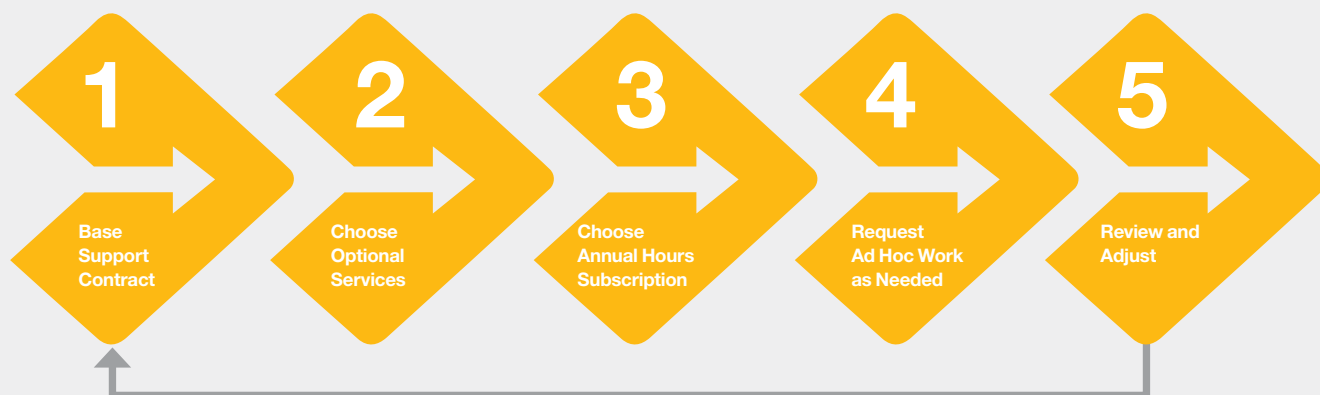 1
Base
Support
Contract
2
Choose
Optional
Services
3
Choose
Annual Hours
Subscription
4
Request
Ad Hoc Work
as Needed
5
Review and
Adjust